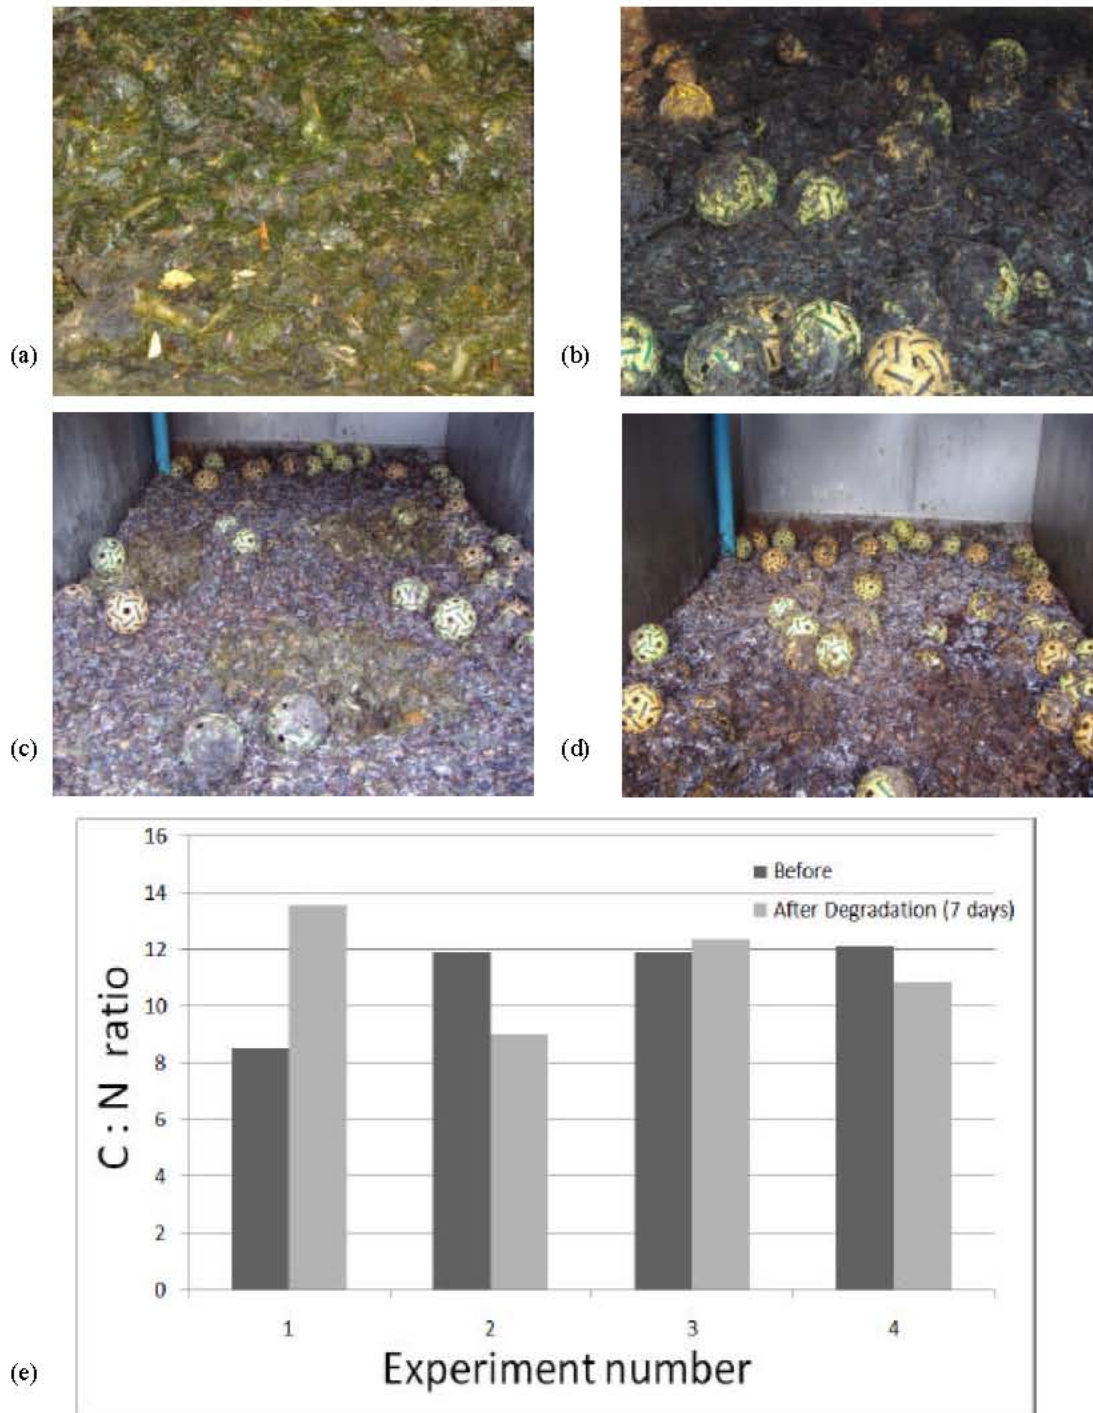 (a)
(b)
(c)
(d)
16
14
12
10
8
6
4
2
0
C : N ratio
Before
After Degradation (7 days)
1 2 3 4
Experiment number
(e)